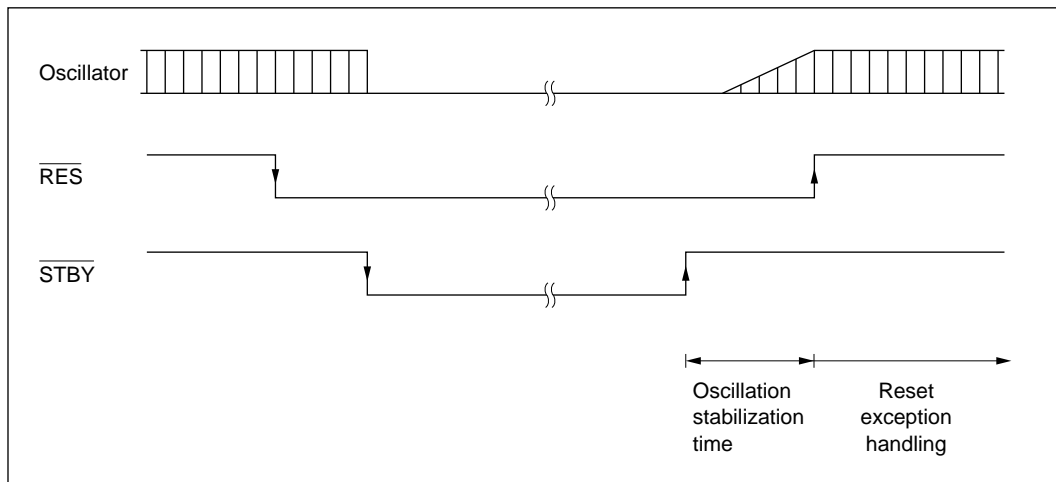 Oscillator
RES
STBY
Oscillation
stabilization
time
Reset
exception
handling